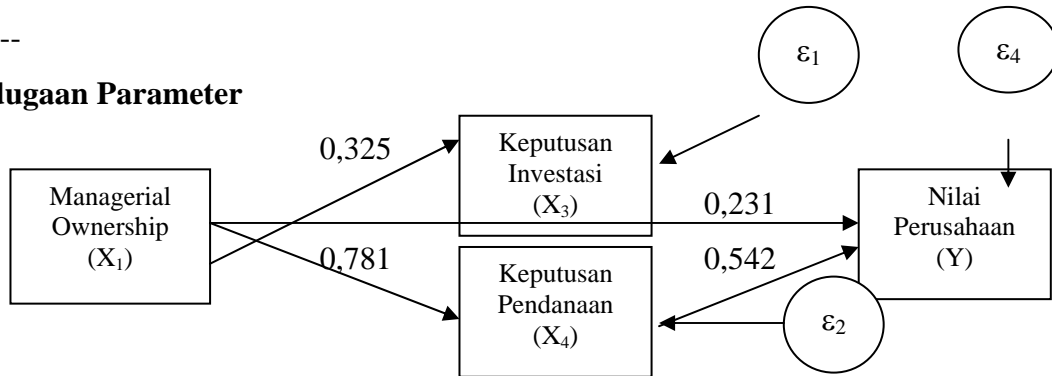 --
dugaan Parameter
ε1
ε4
0,325
Keputusan
Investasi
(X3)
Managerial
Ownership
(X1)
0,231
Nilai
Perusahaan
(Y)
0,781
Keputusan
Pendanaan
(X4)
0,542
ε2